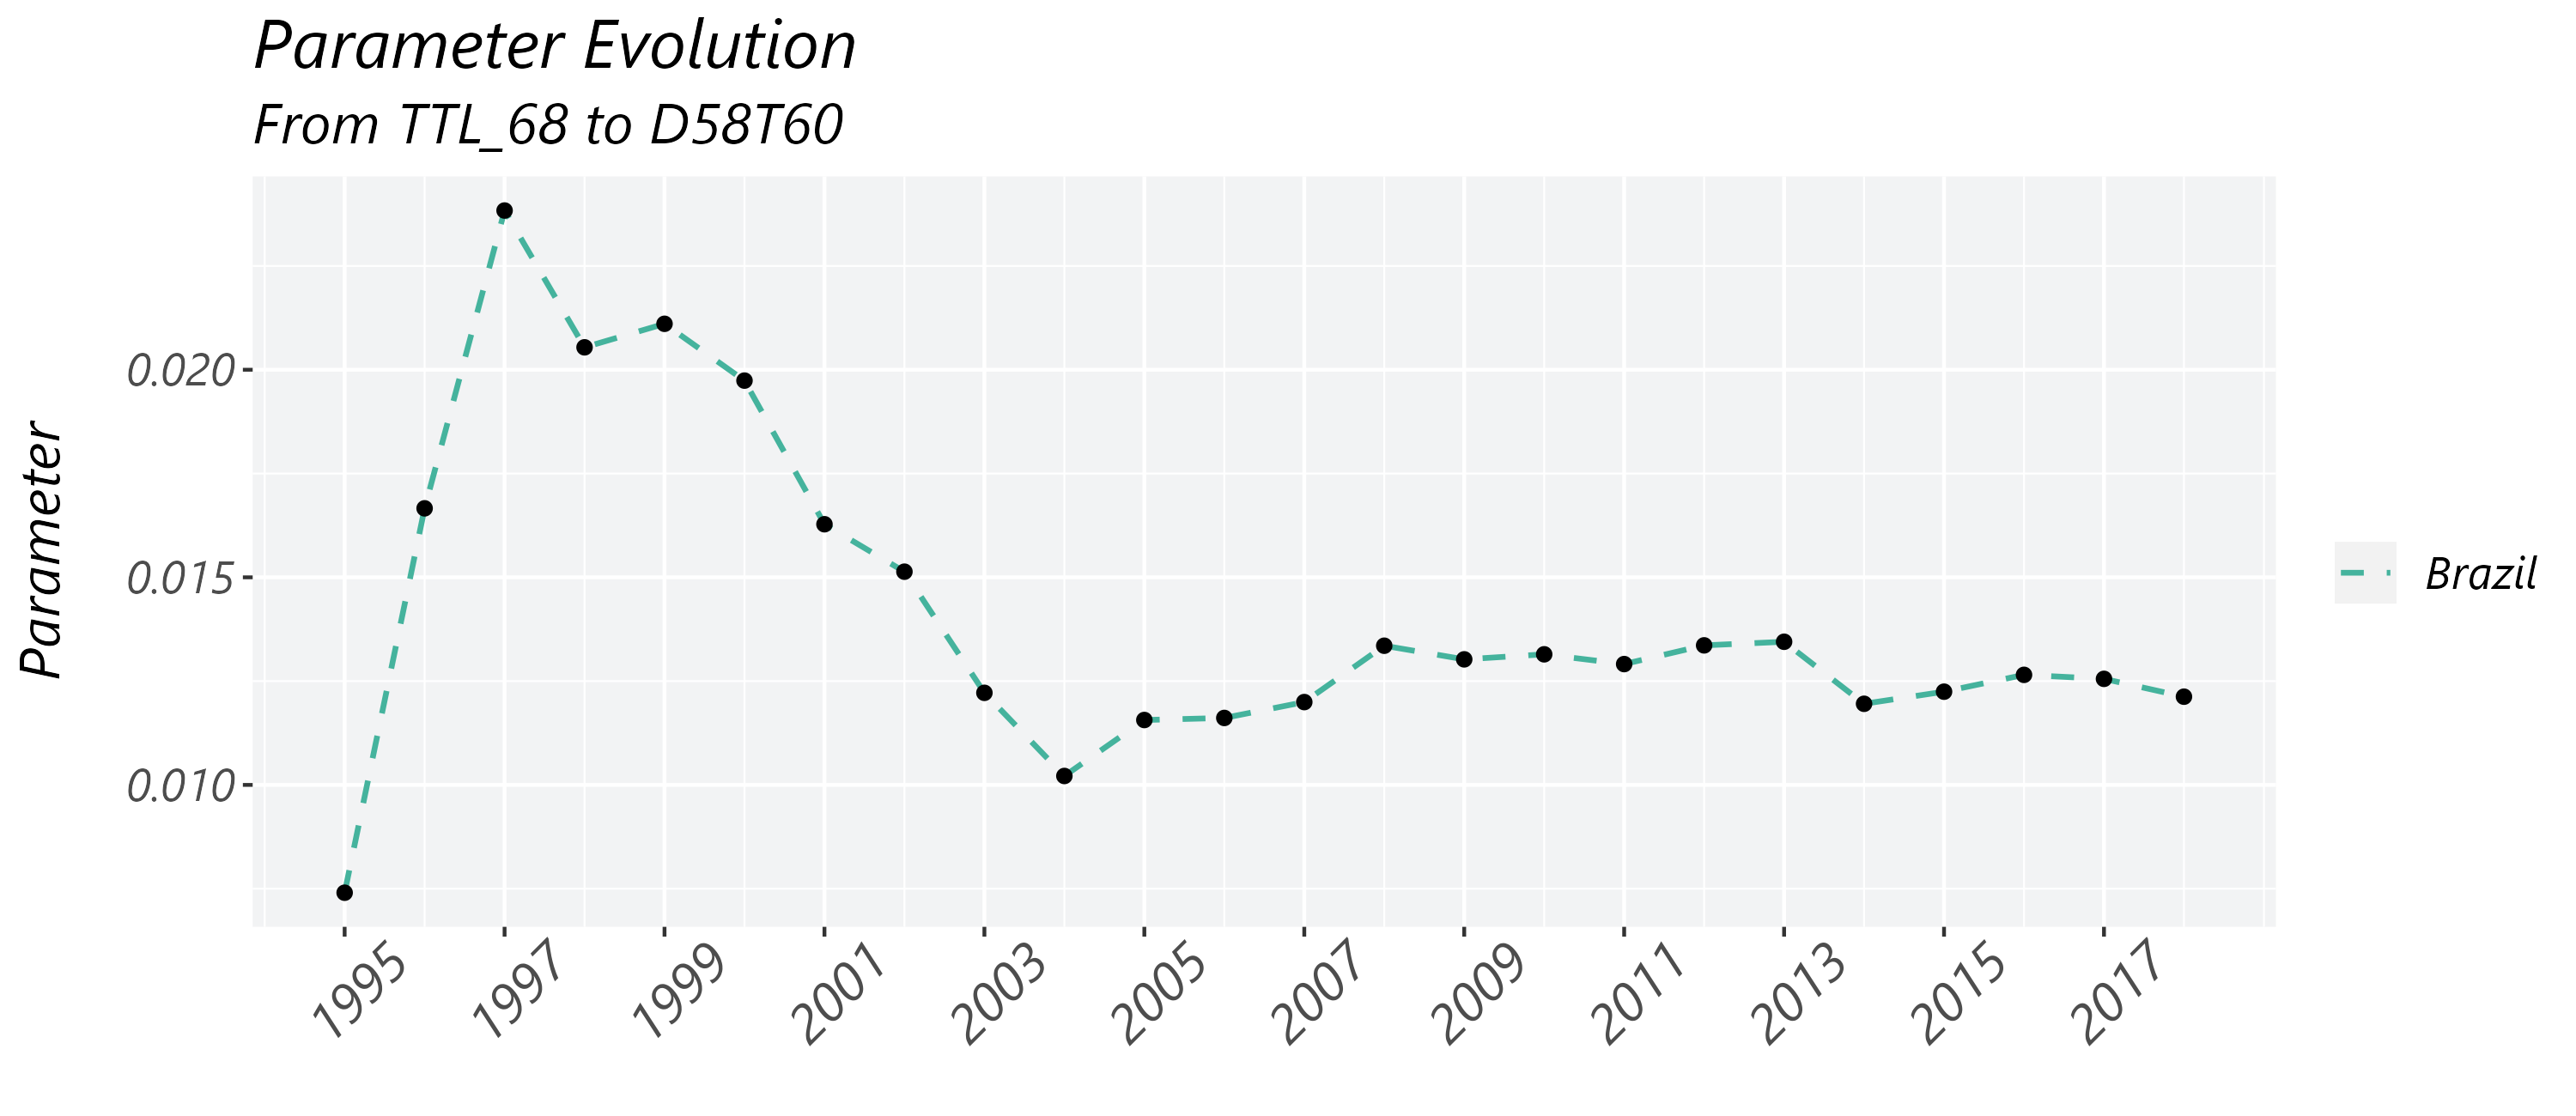 Parameter Evolution
From TTL_68 to D58T60
Parameter
0.020
0.015
0.010
1995 1997 1999 2001 2003 2005 2007 2009 2011 2013 2015 2017
Brazil